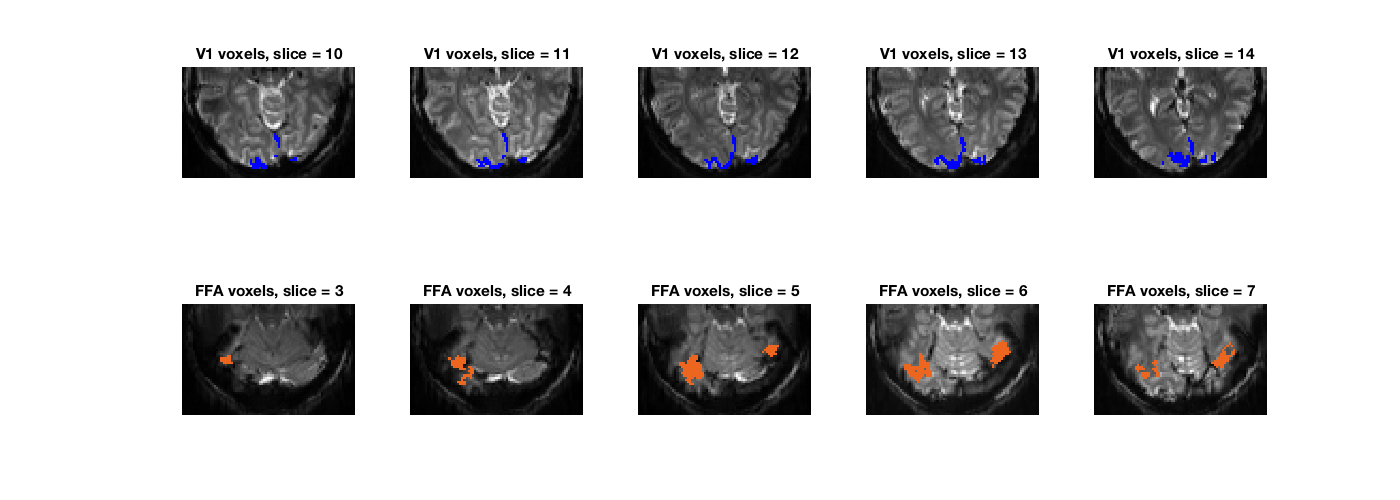 V1 voxels, slice = 10
V1 voxels, slice = 11
V1 voxels, slice = 12
V1 voxels, slice = 13
V1 voxels, slice = 14
FFA voxels, slice = 3
FFA voxels, slice = 4
FFA voxels, slice = 5
FFA voxels, slice = 6
FFA voxels, slice = 7